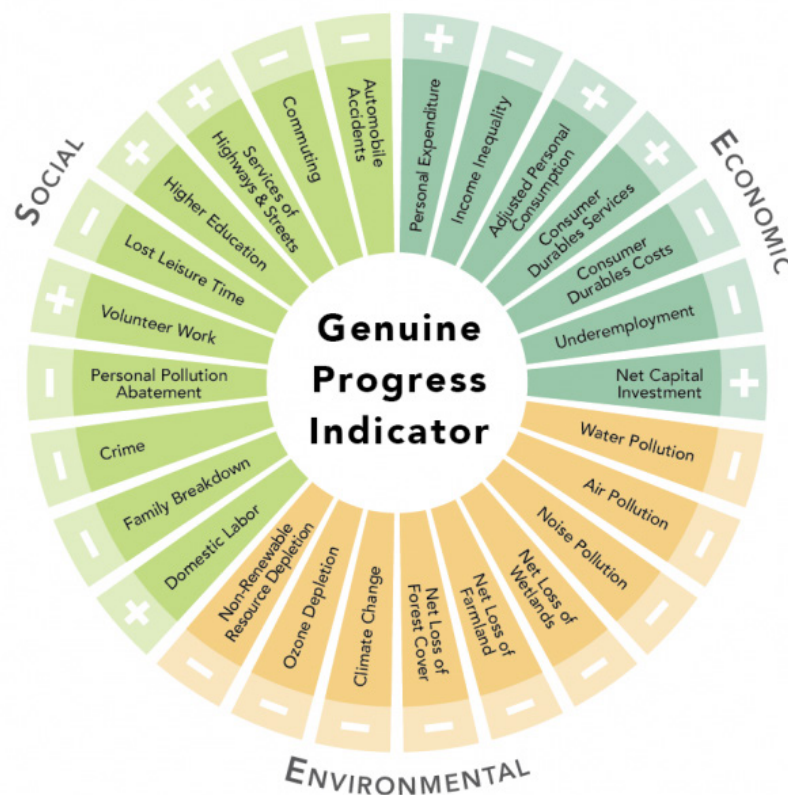 Genuine
Progress
Indicator
ECONOMIC
+
Personal Expenditure
−
Income Inequality
+
Adjusted Personal
Consumption
+
Consumer
Durables Services
−
Consumer
Durables Costs
−
Underemployment
+
Net Capital
Investment
ENVIRONMENTAL
−
Water Pollution
−
Air Pollution
−
Noise Pollution
−
Net Loss of
Wetlands
−
Net Loss of
Farmland
−
Net Loss of
Forest Cover
−
Climate Change
−
Ozone Depletion
−
Non-Renewable
Resource Depletion
SOCIAL
+
Domestic Labor
−
Family Breakdown
−
Crime
−
Personal Pollution
Abatement
+
Volunteer Work
−
Lost Leisure Time
+
Higher Education
+
Services of
Highways & Streets
−
Commuting
−
Automobile
Accidents